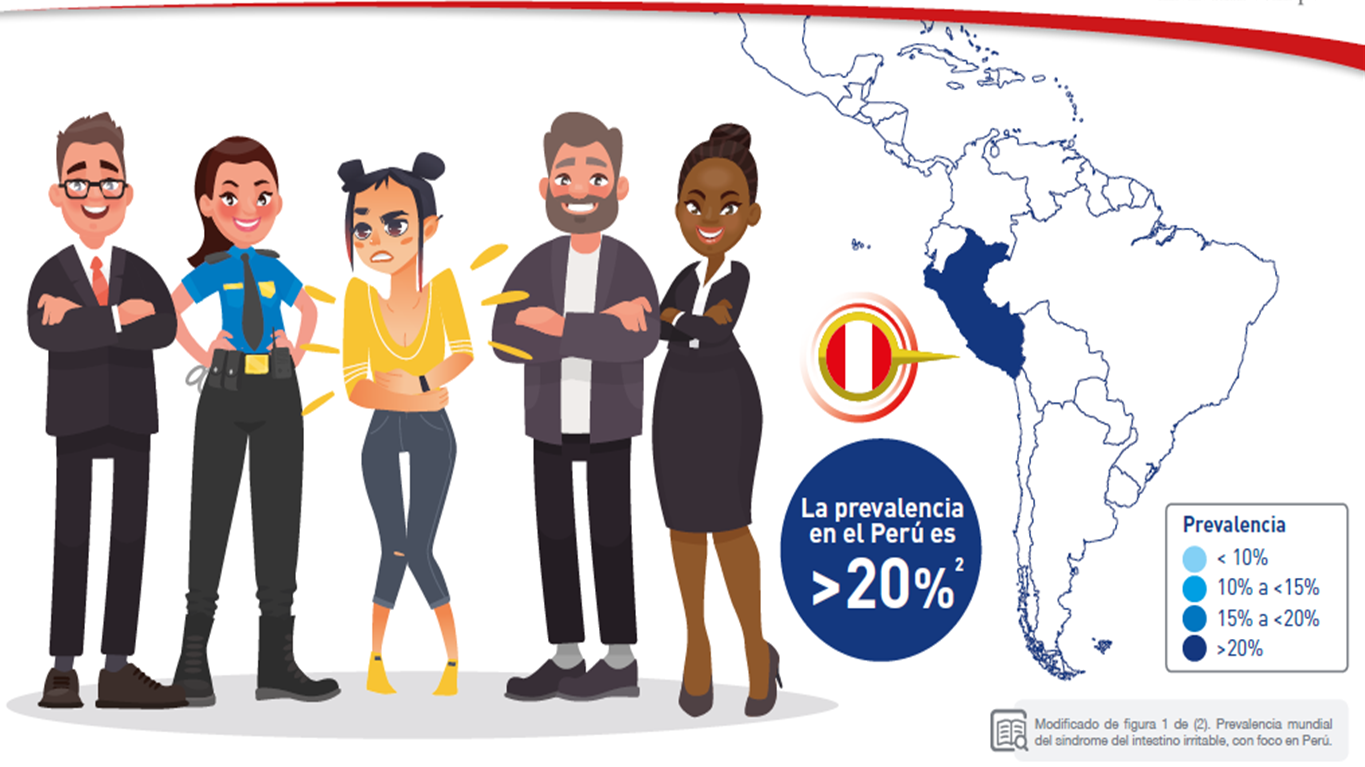 La prevalencia
en el Perú es
>20%²
Prevalencia
< 10%
10% a <15%
15% a <20%
>20%
Modificado de figura 1 de (2). Prevalencia mundial
del síndrome del intestino irritable, con foco en Perú.